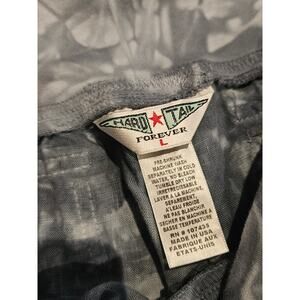 HARD TAIL
FOREVER
L
PRE-SHRUNK
MACHINE WASH
SEPARATELY IN COLD
WATER, NO BLEACH
TUMBLE DRY LOW
IRRETRECISSABLE
LAVER A LA MACHINE,
SEPAREMENT,
A'LEAU FROIDE
NE PAS BLANCHIR
SECHER EN MACHINE A
BASSE TEMPERATURE
RN # 107435
MADE IN USA
FABRIQUE AUX
ETATS-UNIS